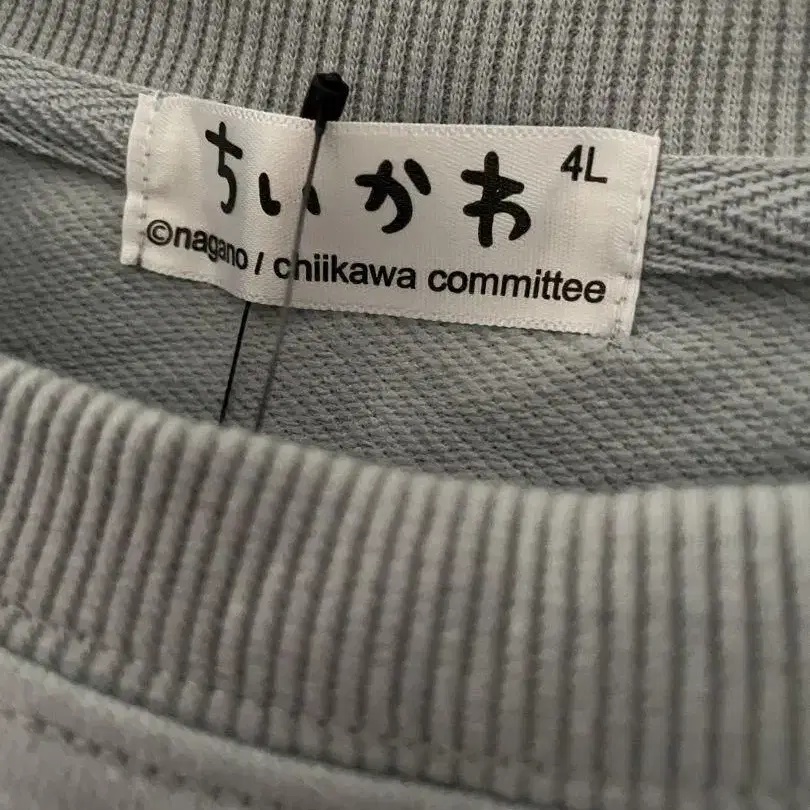 ちいかわ 4L
©nagano / chiikawa committee